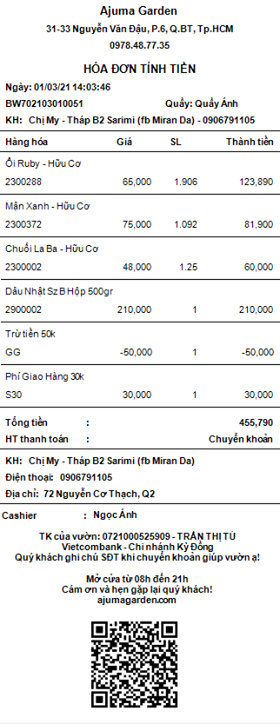 Ajuma Garden
31-33 Nguyễn Văn Đậu, P.6, Q.BT, Tp.HCM
0978.48.77.35
HÓA ĐƠN TÍNH TIỀN
Ngày: 01/03/21 14:03:46
BW702103010051 Quầy: Quầy Ảnh
KH: Chị My - Tháp B2 Sarimi (fb Miran Da) - 0906791105
Hàng hóa Giá SL Thành tiền
Ổi Ruby - Hữu Cơ
2300288 65,000 1.906 123,890
Mận Xanh - Hữu Cơ
2300372 75,000 1.092 81,900
Chuối La Ba - Hữu Cơ
2300002 48,000 1.25 60,000
Dâu Nhật Sz B Hộp 500gr
2900002 210,000 1 210,000
Trừ tiền 50k
GG -50,000 1 -50,000
Phí Giao Hàng 30k
S30 30,000 1 30,000
Tổng tiền : 455,790
HT thanh toán : Chuyển khoản
KH: Chị My - Tháp B2 Sarimi (fb Miran Da)
Điện thoại: 0906791105
Địa chỉ: 72 Nguyễn Cơ Thạch, Q2
Cashier : Ngọc Ánh
TK của vườn: 0721000525909 - TRẦN THỊ TÚ
Vietcombank - Chi nhánh Kỳ Đồng
Quý khách ghi chú SĐT khi chuyển khoản giúp vườn ạ!
Mở cửa từ 08h đến 21h
Cám ơn và hẹn gặp lại quý khách!
ajumagarden.com